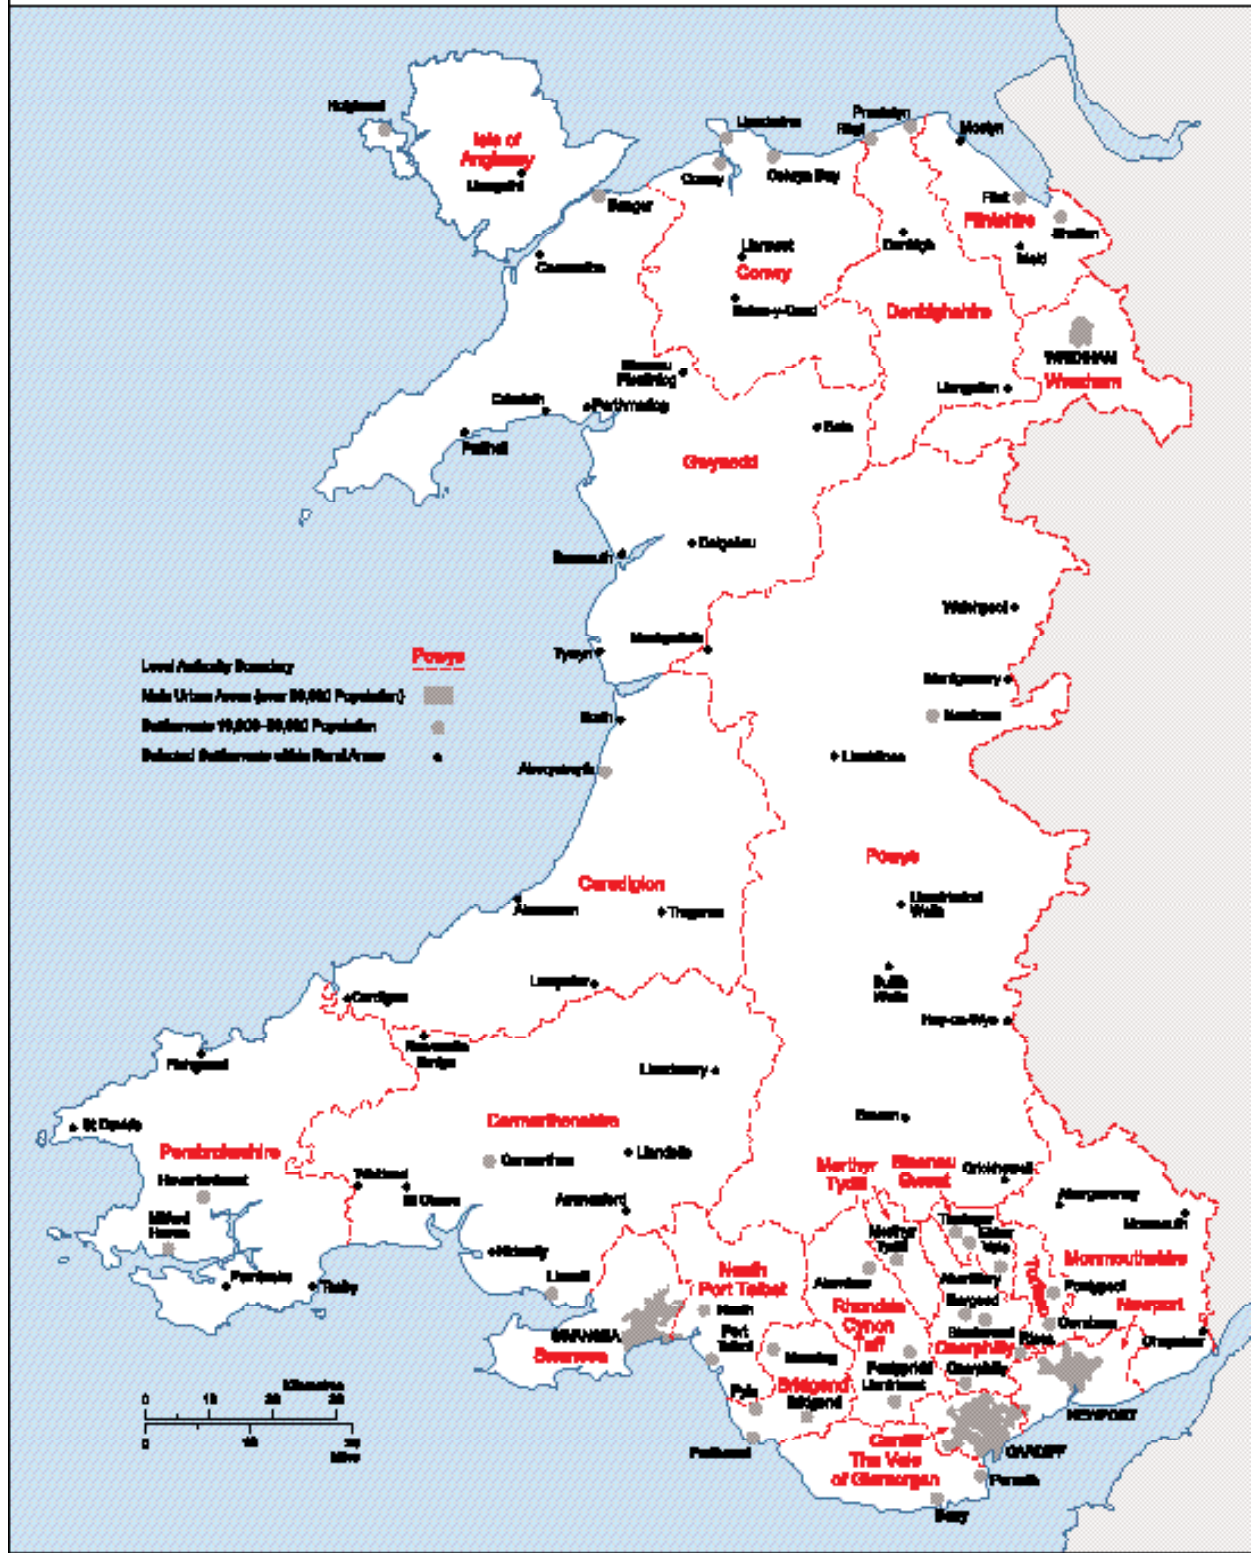 Holyhead
Isle of
Anglesey
Llangefni
Bangor
Caernarfon
Llandudno
Conwy
Colwyn Bay
Rhyl
Prestatyn
Mostyn
Flint
Flintshire
Shotton
Mold
Denbigh
Llanrwst
Conwy
Betws-y-Coed
Denbighshire
WREXHAM
Wrexham
Llangollen
Blaenau
Ffestiniog
Criccieth
Porthmadog
Pwllheli
Bala
Gwynedd
Barmouth
Dolgellau
Welshpool
Machynlleth
Tywyn
Montgomery
Local Authority Boundary
Powys
Main Urban Areas (over 50,000 Population)
Settlements 10,000-50,000 Population
Selected Settlements within Rural Areas
Borth
Newtown
Llanidloes
Aberystwyth
Powys
Ceredigion
Aberaeron
Tregaron
Llandrindod
Wells
Builth
Wells
Lampeter
Cardigan
Hay-on-Wye
Newcastle
Emlyn
Fishguard
Llandovery
St Davids
Brecon
Carmarthenshire
Pembrokeshire
Carmarthen
Llandeilo
Haverfordwest
Whitland
St Clears
Ammanford
Milford
Haven
Kidwelly
Llanelli
Pembroke
Tenby
Merthyr
Tydfil
Blaenau
Gwent
Crickhowell
Abergavenny
Monmouth
Tredegar
Ebbw
Vale
Merthyr
Tydfil
Monmouthshire
Aberdare
Abertillery
Torfaen
Pontypool
Newport
Neath
Port Talbot
Neath
Rhondda
Cynon
Taff
Bargoed
Blackwood
Risca
Cwmbran
Chepstow
SWANSEA
Swansea
Port
Talbot
Maesteg
Pontypridd
Caerphilly
Caerphilly
Bridgend
Bridgend
Llantrisant
Pyle
Porthcawl
NEWPORT
Cardiff
CARDIFF
The Vale
of Glamorgan
Penarth
Barry
Kilometres
0 10 20 30
0 10 20
Miles